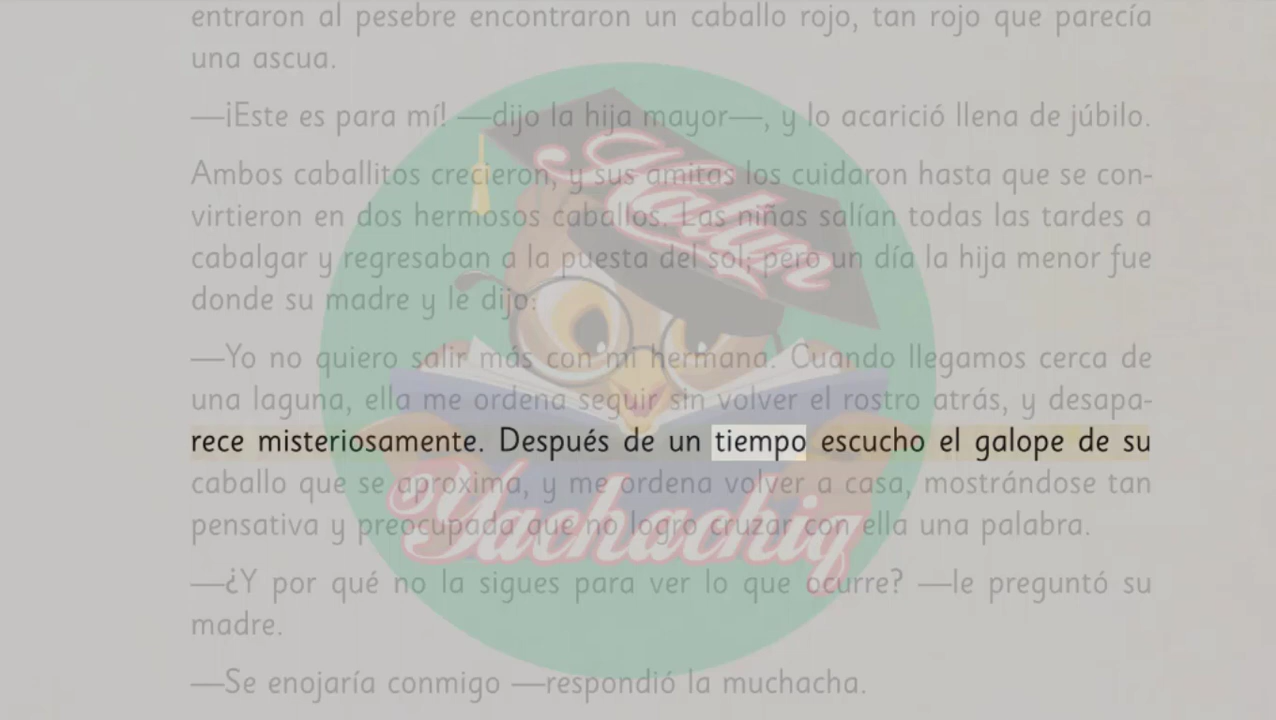 entraron al pesebre encontraron un caballo rojo, tan rojo que parecía
una ascua.
—¡Este es para mí! —dijo la hija mayor—, y lo acarició llena de júbilo.
Ambos caballitos crecieron, y sus amitas los cuidaron hasta que se con-
virtieron en dos hermosos caballos. Las niñas salían todas las tardes a
cabalgar y regresaban a la puesta del sol, pero un día la hija menor fue
donde su madre y le dijo:
—Yo no quiero salir más con mi hermana. Cuando llegamos cerca de
una laguna, ella me ordena seguir sin volver el rostro atrás, y desapa-
rece misteriosamente. Después de un tiempo escucho el galope de su
caballo que se aproxima, y me ordena volver a casa, mostrándose tan
pensativa y preocupada que no logro cruzar con ella una palabra.
—¿Y por qué no la sigues para ver lo que ocurre? —le preguntó su
madre.
—Se enojaría conmigo —respondió la muchacha.
Yachachiq